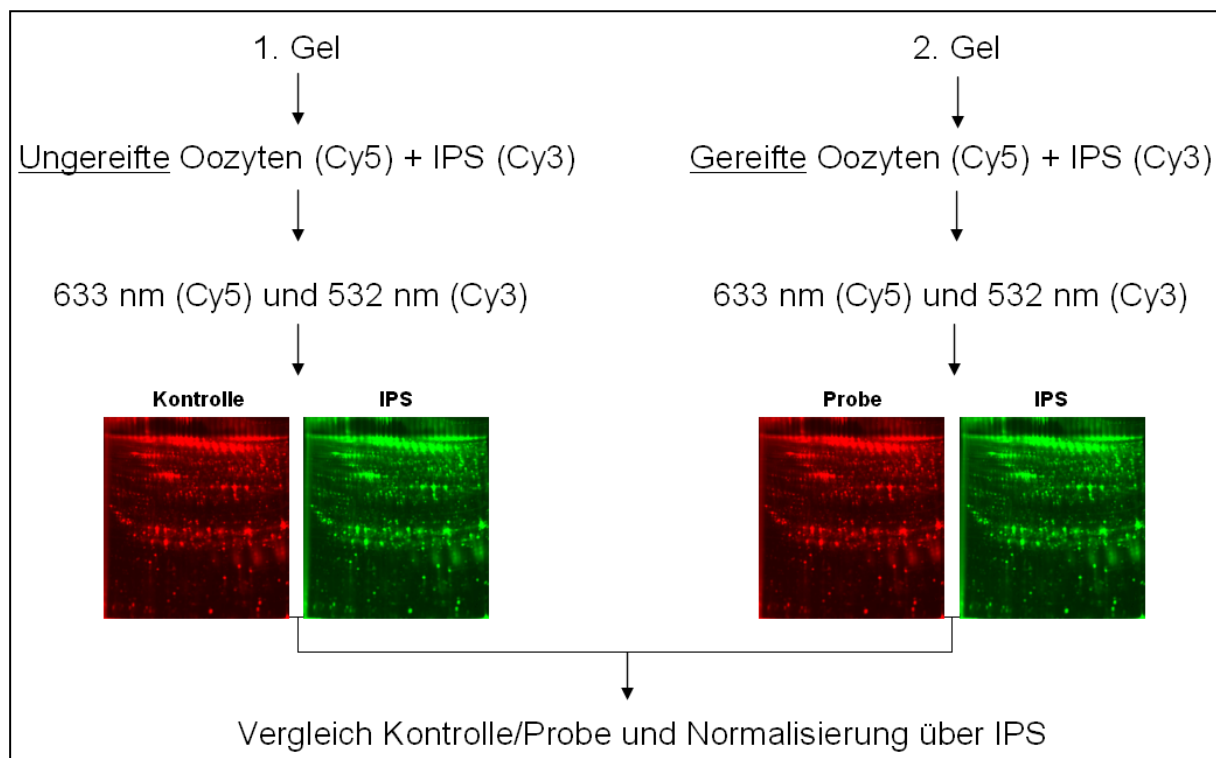 1. Gel
2. Gel
Ungereifte Oozyten (Cy5) + IPS (Cy3)
Gereifte Oozyten (Cy5) + IPS (Cy3)
633 nm (Cy5) und 532 nm (Cy3)
633 nm (Cy5) und 532 nm (Cy3)
Kontrolle
IPS
Probe
IPS
Vergleich Kontrolle/Probe und Normalisierung über IPS